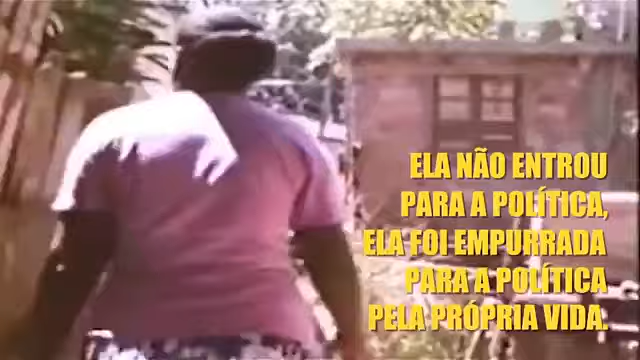 ELA NÃO ENTROU
PARA A POLÍTICA,
ELA FOI EMPURRADA
PARA A POLÍTICA
PELA PRÓPRIA VIDA.